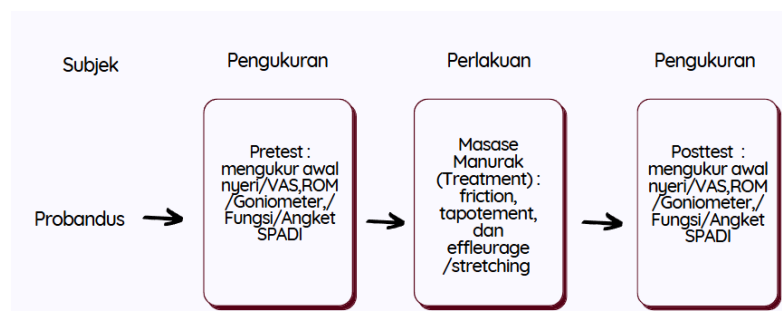 Subjek
Pengukuran
Perlakuan
Pengukuran
Probandus
Pretest :
mengukur awal
nyeri/VAS,ROM
/Goniometer,/
Fungsi/Angket
SPADI
Masase
Manurak
(Treatment) :
friction,
tapotement,
dan
effleurage
/stretching
Posttest :
mengukur awal
nyeri/VAS,ROM
/Goniometer,/
Fungsi/Angket
SPADI